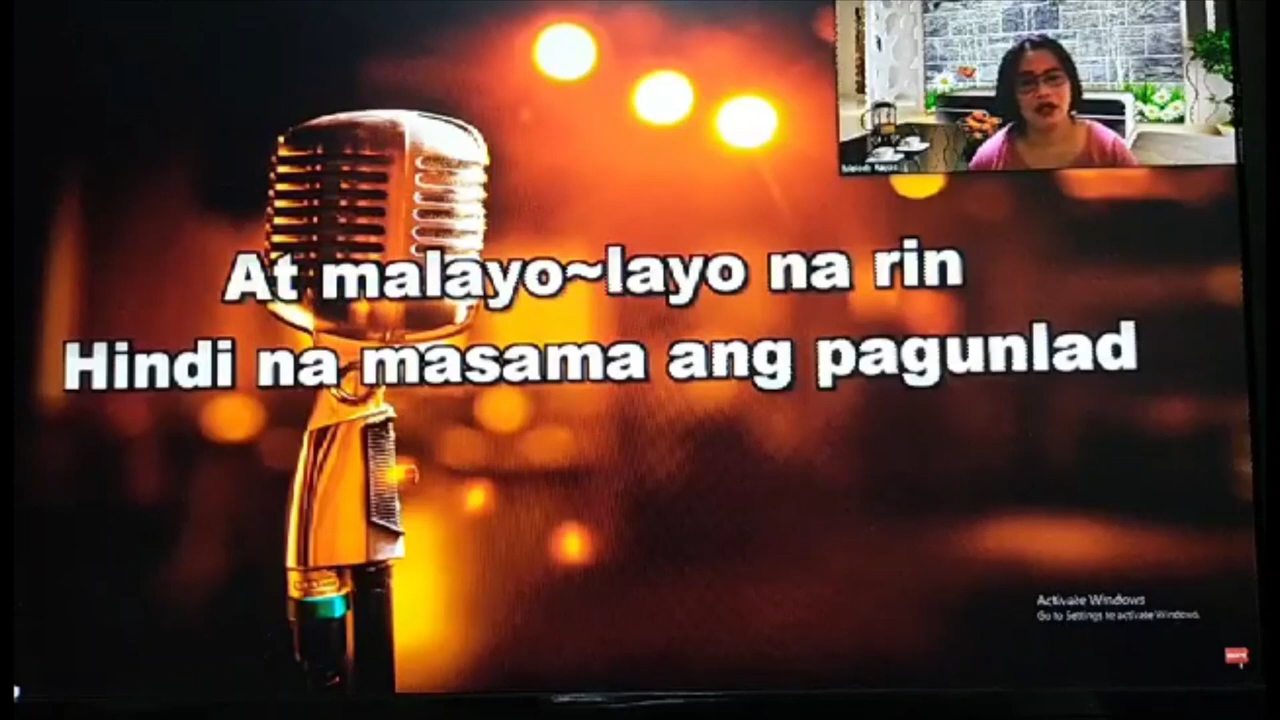 At malayo~layo na rin
Hindi na masama ang pagunlad
Activate Windows
Go to Settings to activate Windows.